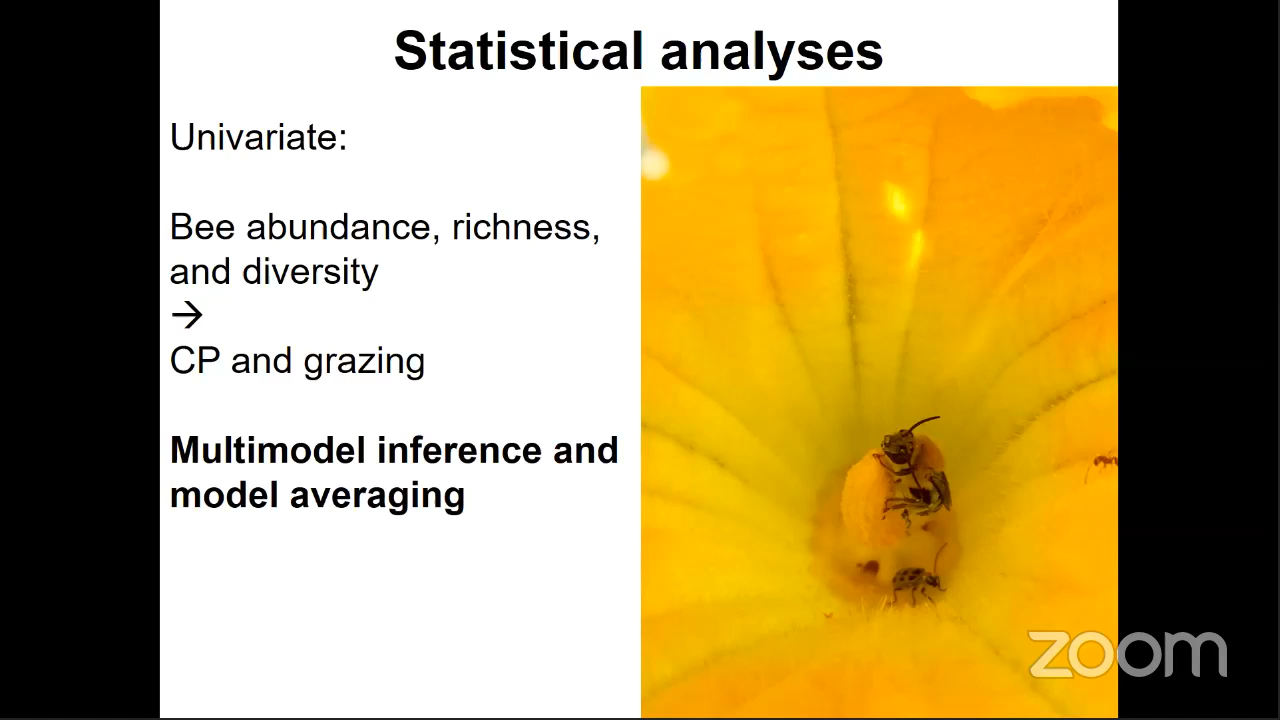 Statistical analyses
Univariate:
Bee abundance, richness,
and diversity
→
CP and grazing
Multimodel inference and
model averaging
zoom